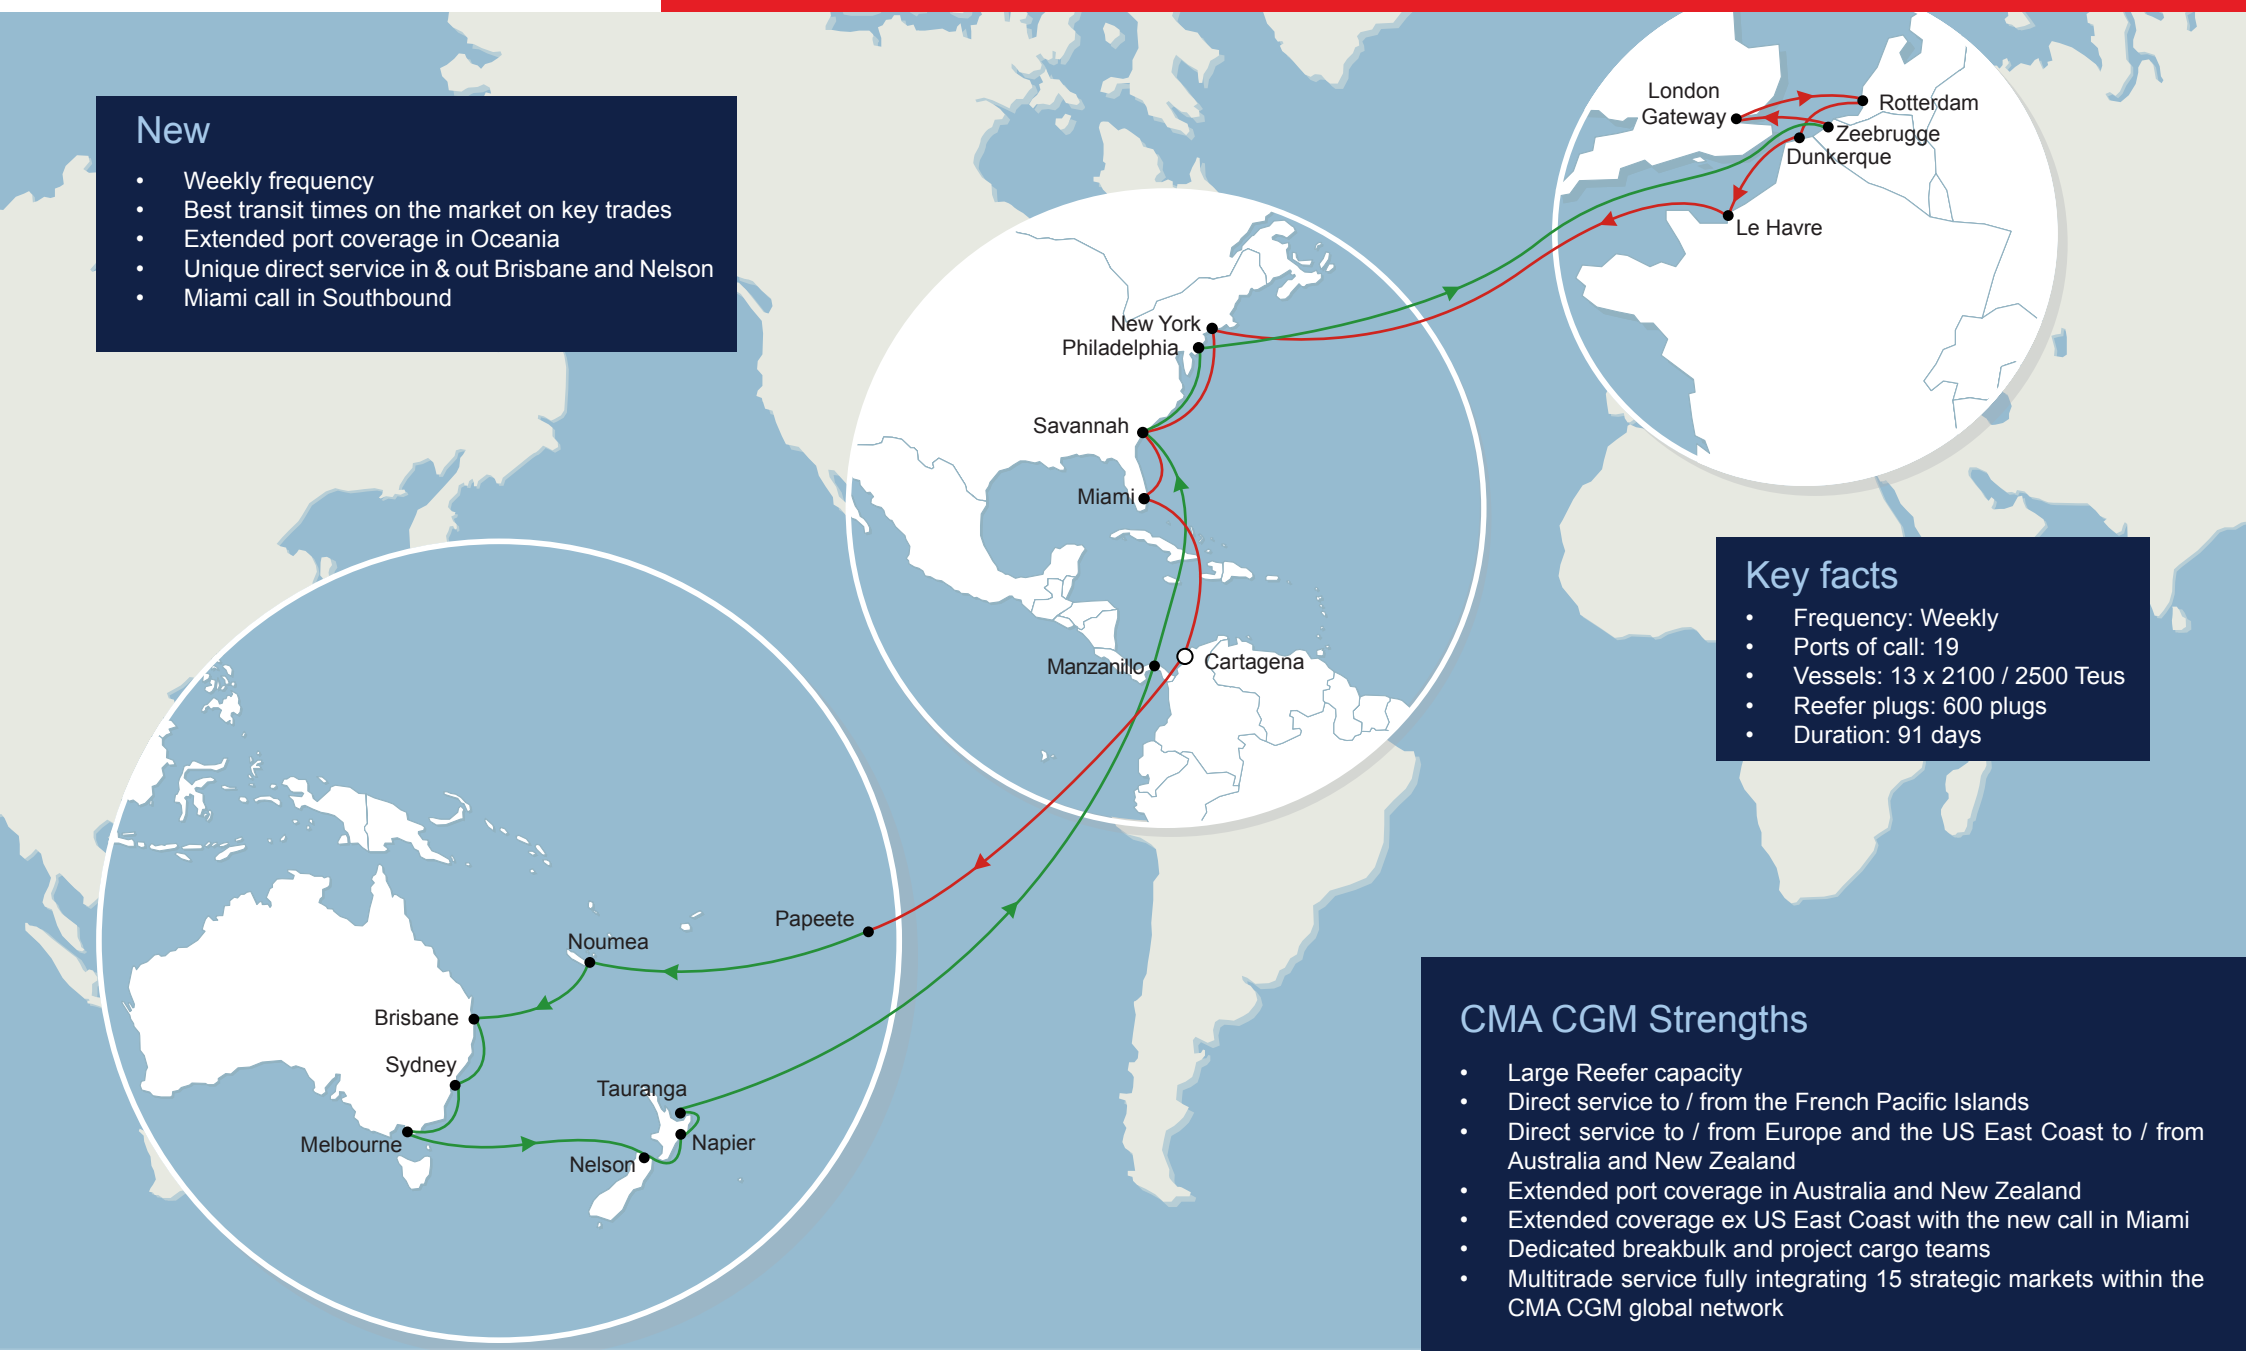 New
• Weekly frequency
• Best transit times on the market on key trades
• Extended port coverage in Oceania
• Unique direct service in & out Brisbane and Nelson
• Miami call in Southbound
London
Gateway
Rotterdam
Zeebrugge
Dunkerque
Le Havre
New York
Philadelphia
Savannah
Miami
Manzanillo
Cartagena
Papeete
Noumea
Brisbane
Sydney
Melbourne
Tauranga
Napier
Nelson
Key facts
• Frequency: Weekly
• Ports of call: 19
• Vessels: 13 x 2100 / 2500 Teus
• Reefer plugs: 600 plugs
• Duration: 91 days
CMA CGM Strengths
• Large Reefer capacity
• Direct service to / from the French Pacific Islands
• Direct service to / from Europe and the US East Coast to / from
Australia and New Zealand
• Extended port coverage in Australia and New Zealand
• Extended coverage ex US East Coast with the new call in Miami
• Dedicated breakbulk and project cargo teams
• Multitrade service fully integrating 15 strategic markets within the
CMA CGM global network